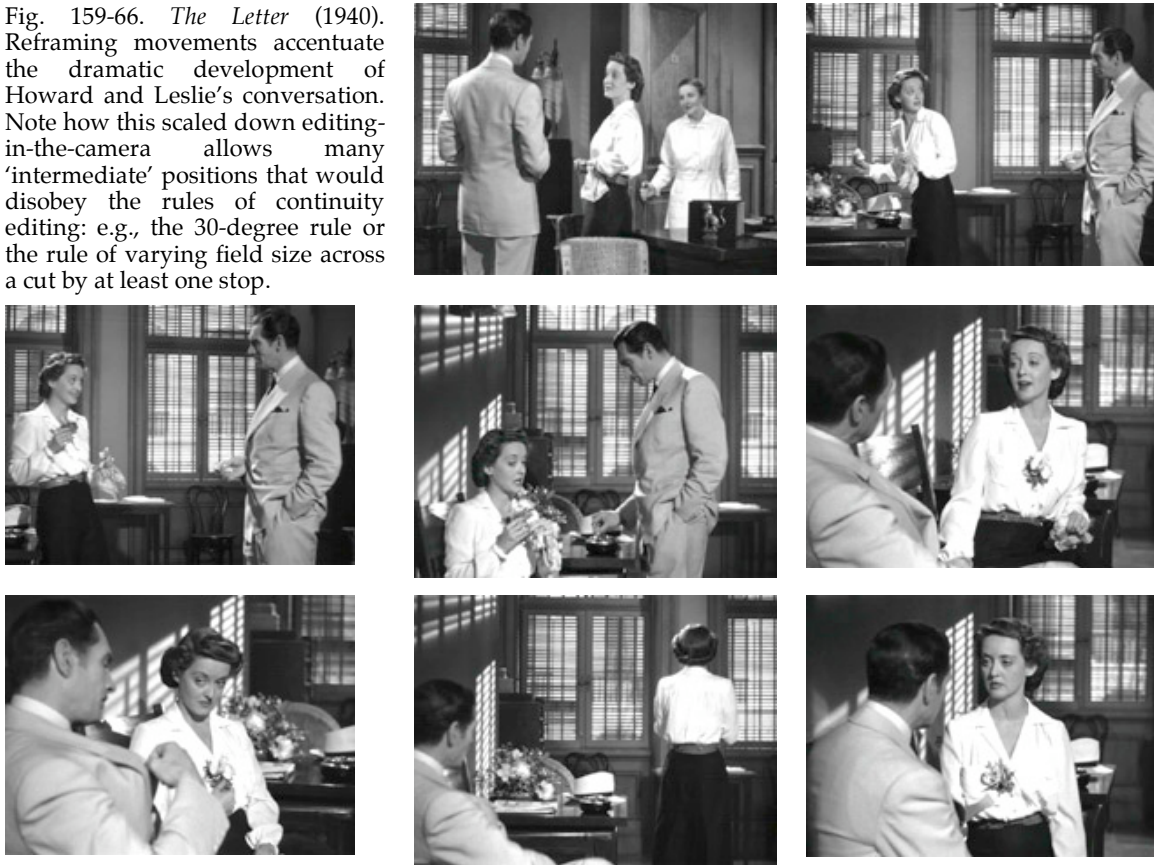 Fig. 159-66. The Letter (1940).
Reframing movements accentuate
the dramatic development of
Howard and Leslie's conversation.
Note how this scaled down editing-
in-the-camera allows many
'intermediate' positions that would
disobey the rules of continuity
editing: e.g., the 30-degree rule or
the rule of varying field size across
a cut by at least one stop.